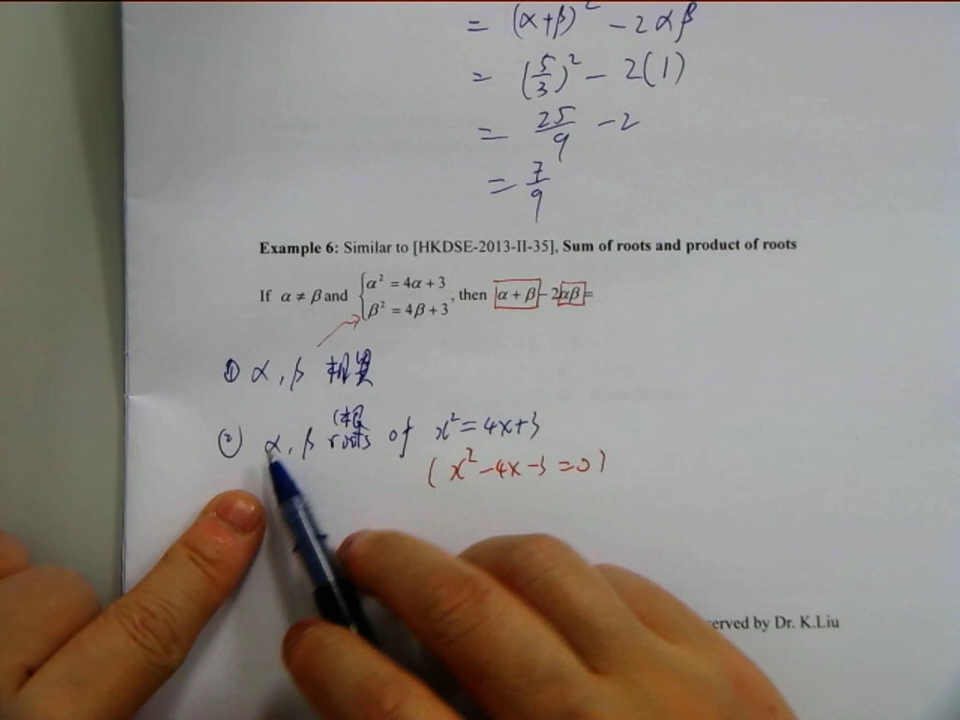 = (α+β)² − 2αβ
= (5/3)² − 2(1)
= 25/9 − 2
= 7/9
Example 6: Similar to [HKDSE-2013-II-35], Sum of roots and product of roots
If α ≠ β and { α² = 4α + 3
β² = 4β + 3 , then α + β − 2αβ =
① α, β 相異
(根
② α, β roots of x² = 4x+3
( x² − 4x − 3 = 0 )
erved by Dr. K.Liu